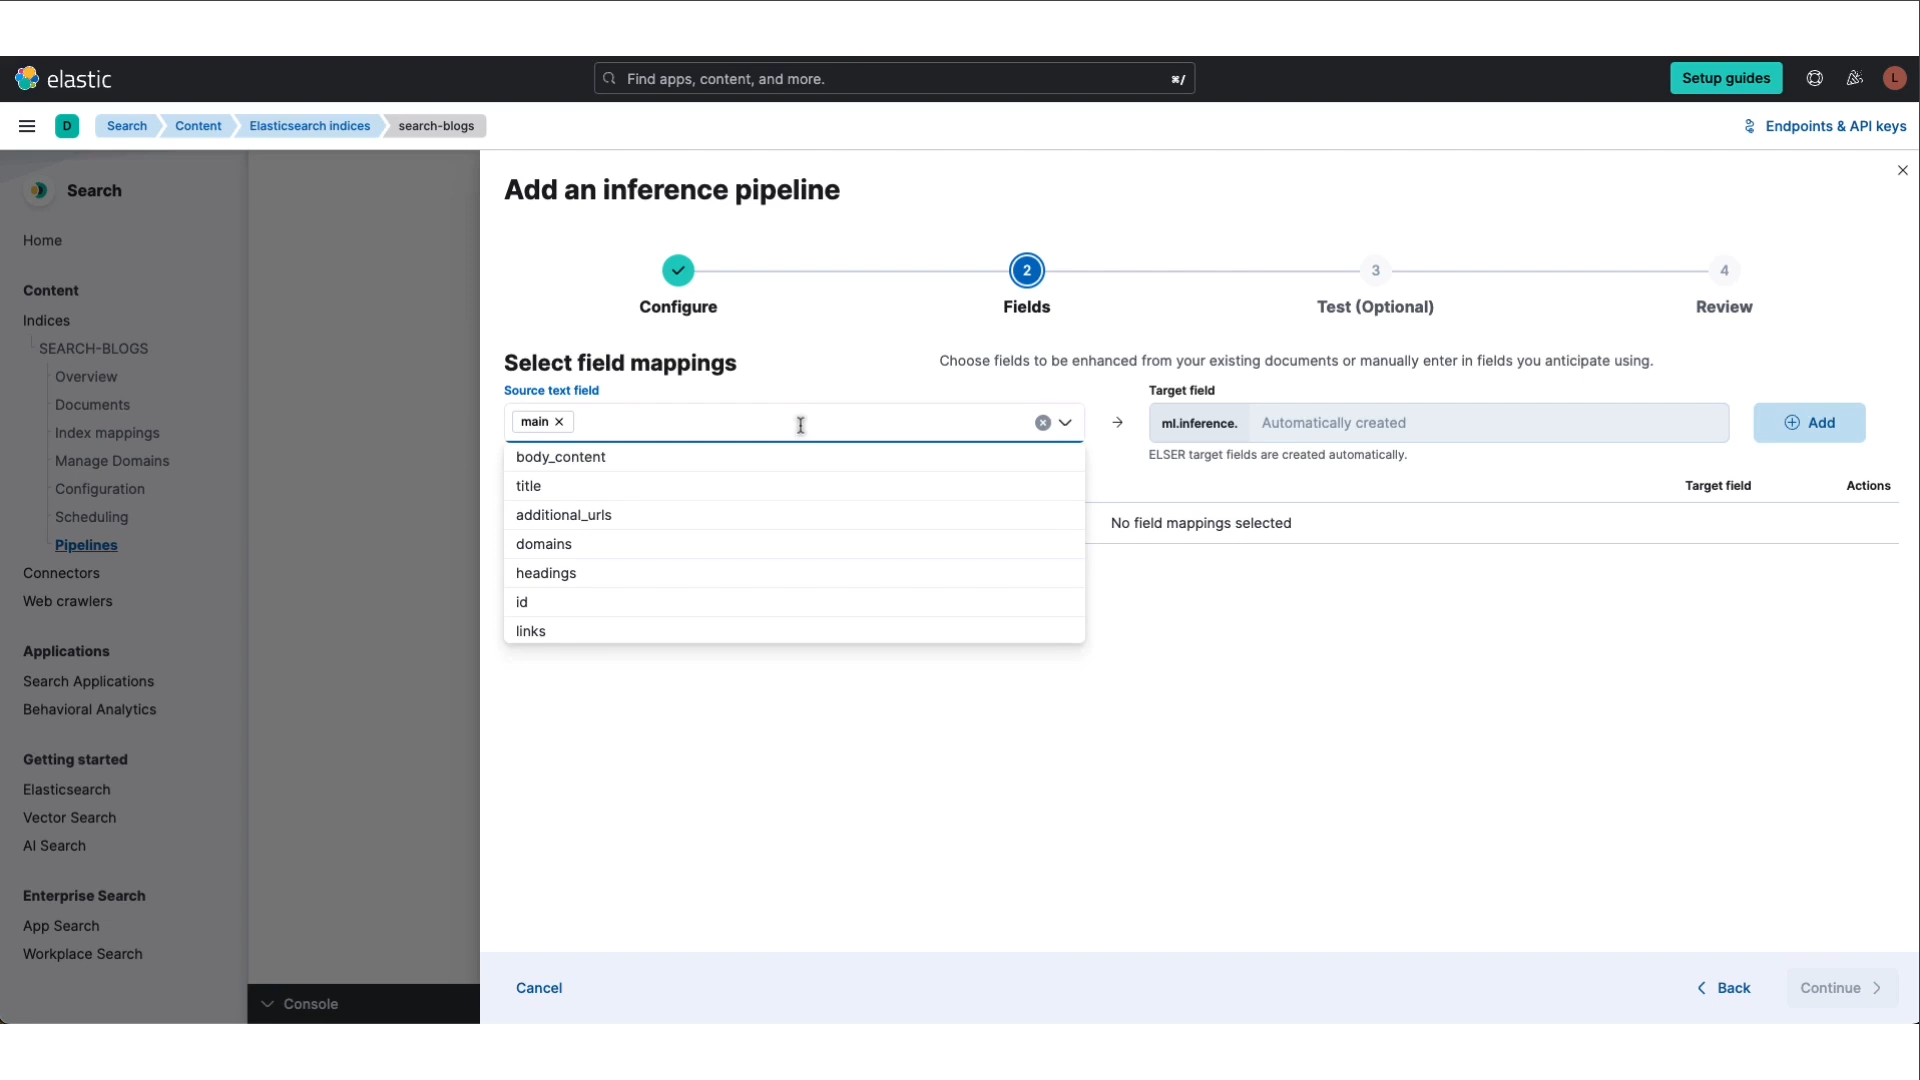 elastic
Find apps, content, and more.
⌘/
Setup guides
L
D
Search
Content
Elasticsearch indices
search-blogs
Endpoints & API keys
Search
Home
Content
Indices
SEARCH-BLOGS
Overview
Documents
Index mappings
Manage Domains
Configuration
Scheduling
Pipelines
Connectors
Web crawlers
Applications
Search Applications
Behavioral Analytics
Getting started
Elasticsearch
Vector Search
AI Search
Enterprise Search
App Search
Workplace Search
Console
Add an inference pipeline
2
3
4
Configure
Fields
Test (Optional)
Review
Select field mappings
Choose fields to be enhanced from your existing documents or manually enter in fields you anticipate using.
Source text field
Target field
main
ml.inference.
Automatically created
Add
ELSER target fields are created automatically.
body_content
title
additional_urls
domains
headings
id
links
Target field
Actions
No field mappings selected
Cancel
Back
Continue